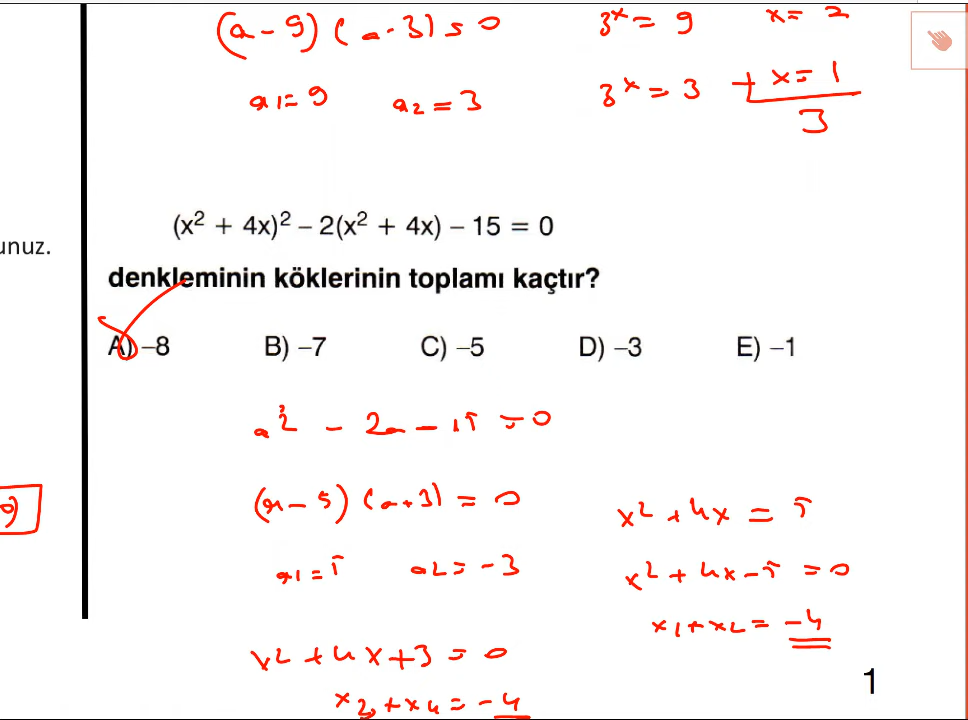 (a - 9) (a - 3) = 0 3^x = 9 x = 2
a1 = 9 a2 = 3 3^x = 3 + x = 1
3
(x² + 4x)² – 2(x² + 4x) – 15 = 0
unuz.
denkleminin köklerinin toplamı kaçtır?
A) –8 B) –7 C) –5 D) –3 E) –1
a² - 2a - 15 = 0
9)
(a - 5) (a + 3) = 0
x² + 4x = 5
a1 = 5 a2 = -3
x² + 4x - 5 = 0
x1 + x2 = -4
x² + 4x + 3 = 0
x3 + x4 = -4
1